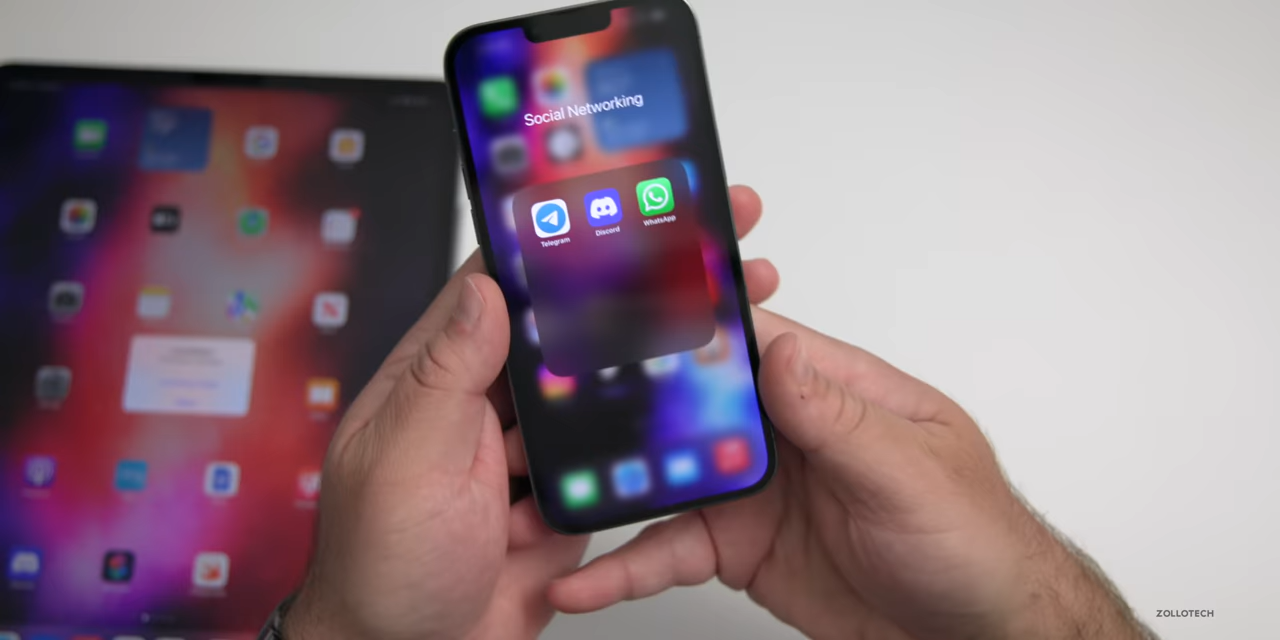 Social Networking
Telegram
Discord
WhatsApp
ZOLLOTECH